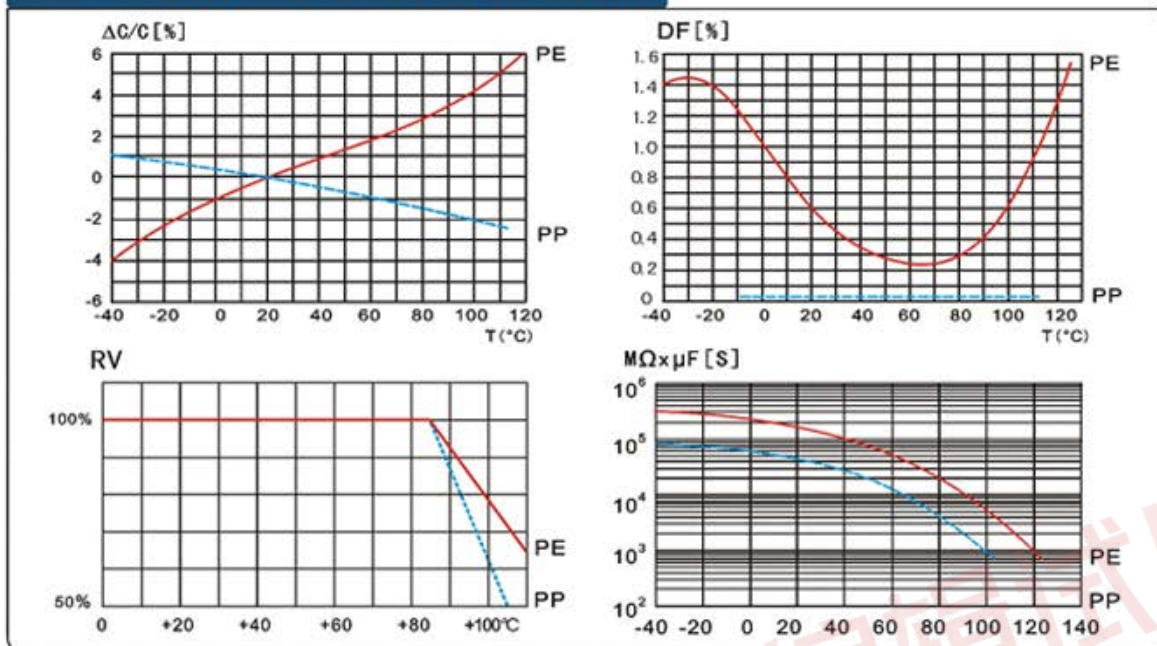 ΔC/C[%]
6
4
2
0
-2
-4
-6
PE
PP
-40 -20 0 20 40 60 80 100 120
T(°C)
DF[%]
1.6
1.4
1.2
1.0
0.8
0.6
0.4
0.2
0
PE
PP
-40 -20 0 20 40 60 80 100 120
T(°C)
RV
100%
50%
PE
PP
0 +20 +40 +60 +80 +100℃
MΩxμF[S]
10⁶
10⁵
10⁴
10³
10²
PE
PP
-40 -20 0 20 40 60 80 100 120 140